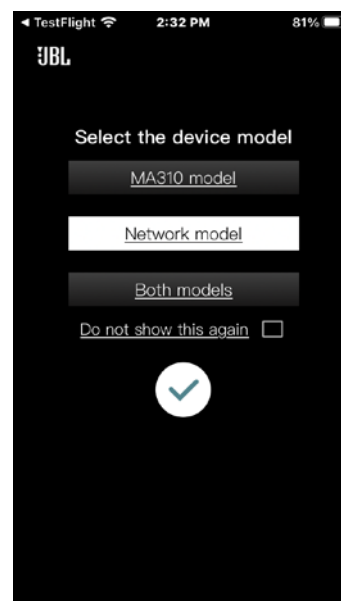 ◄ TestFlight 2:32 PM 81%
JBL
Select the device model
MA310 model
Network model
Both models
Do not show this again